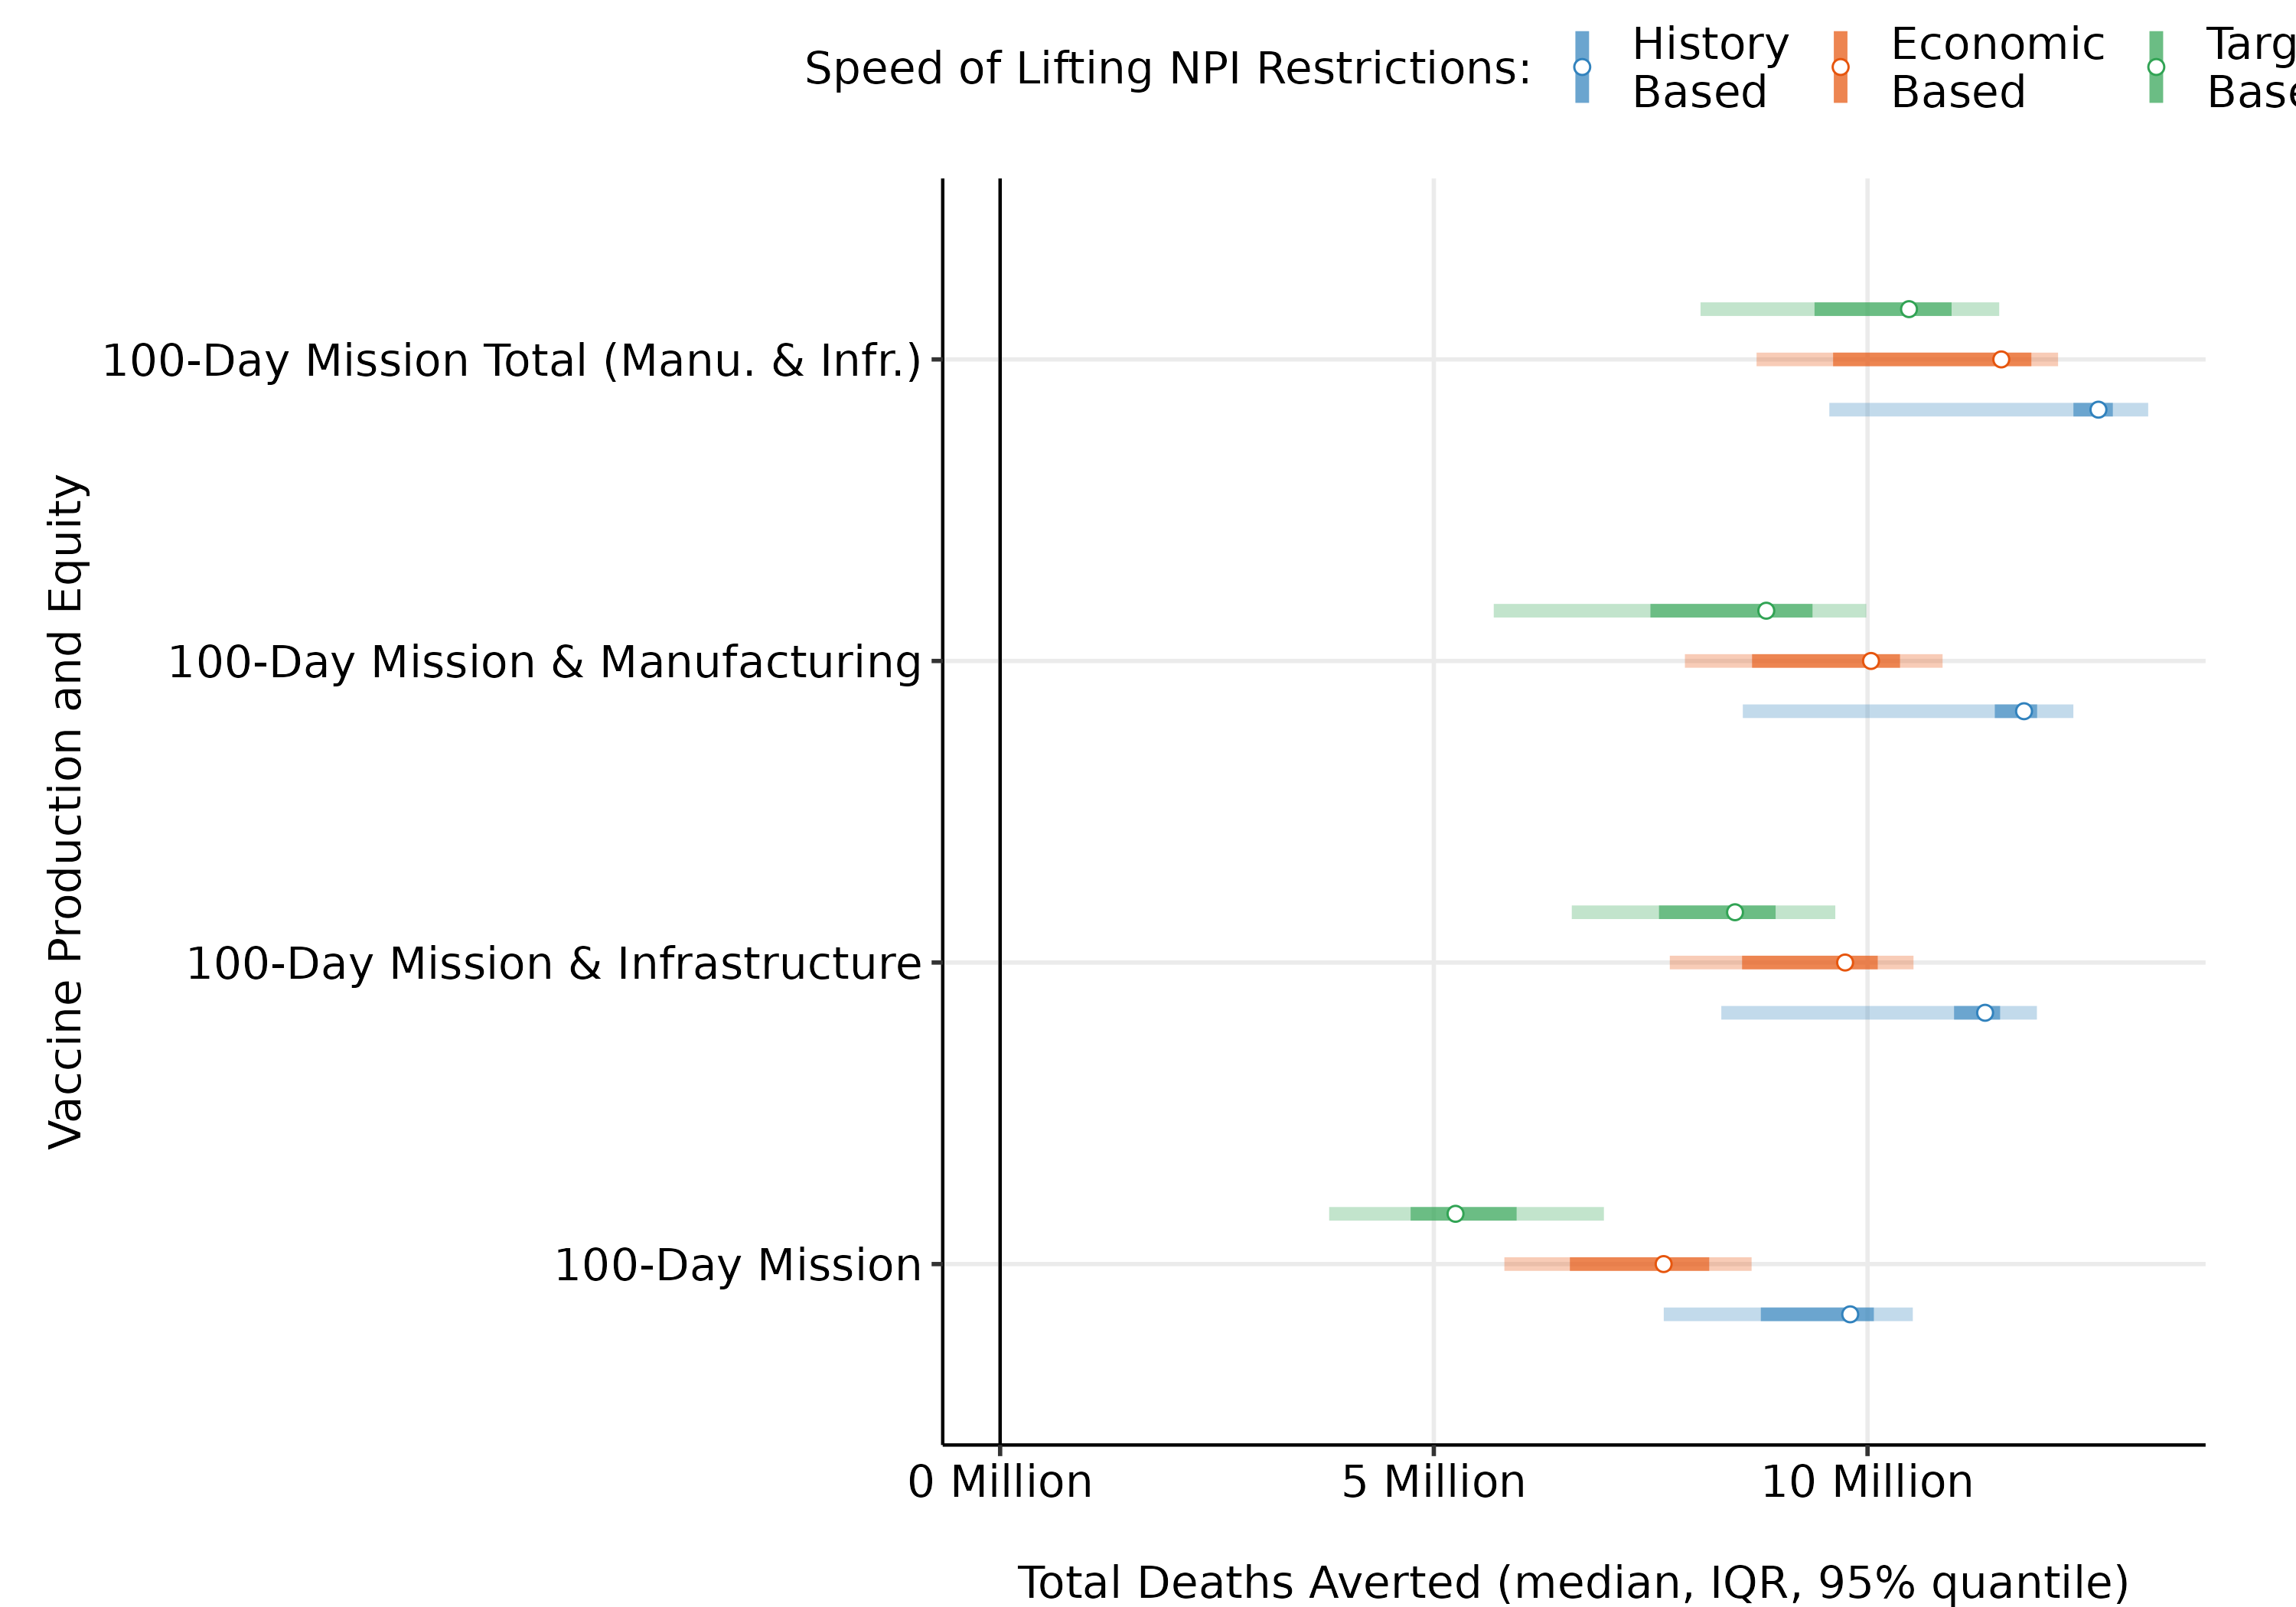 Speed of Lifting NPI Restrictions:
History
Based
Economic
Based
Vaccine Production and Equity
100-Day Mission Total (Manu. & Infr.)
100-Day Mission & Manufacturing
100-Day Mission & Infrastructure
100-Day Mission
0 Million
5 Million
10 Million
Total Deaths Averted (median, IQR, 95% quantile)